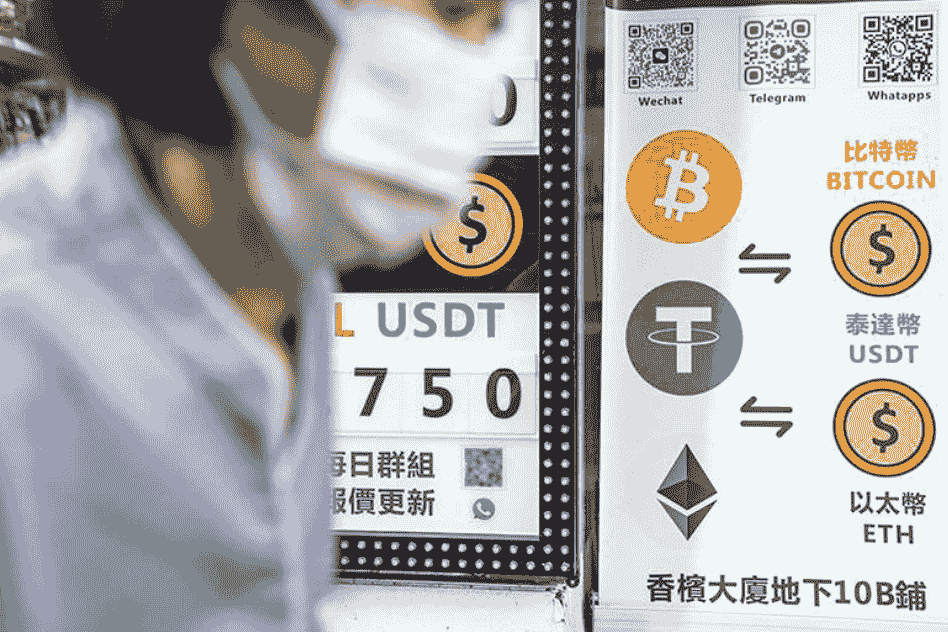 0
L USDT
750
每日群組
報價更新
Wechat
Telegram
Whatapps
比特幣
BITCOIN
泰達幣
USDT
以太幣
ETH
香檳大廈地下10B鋪